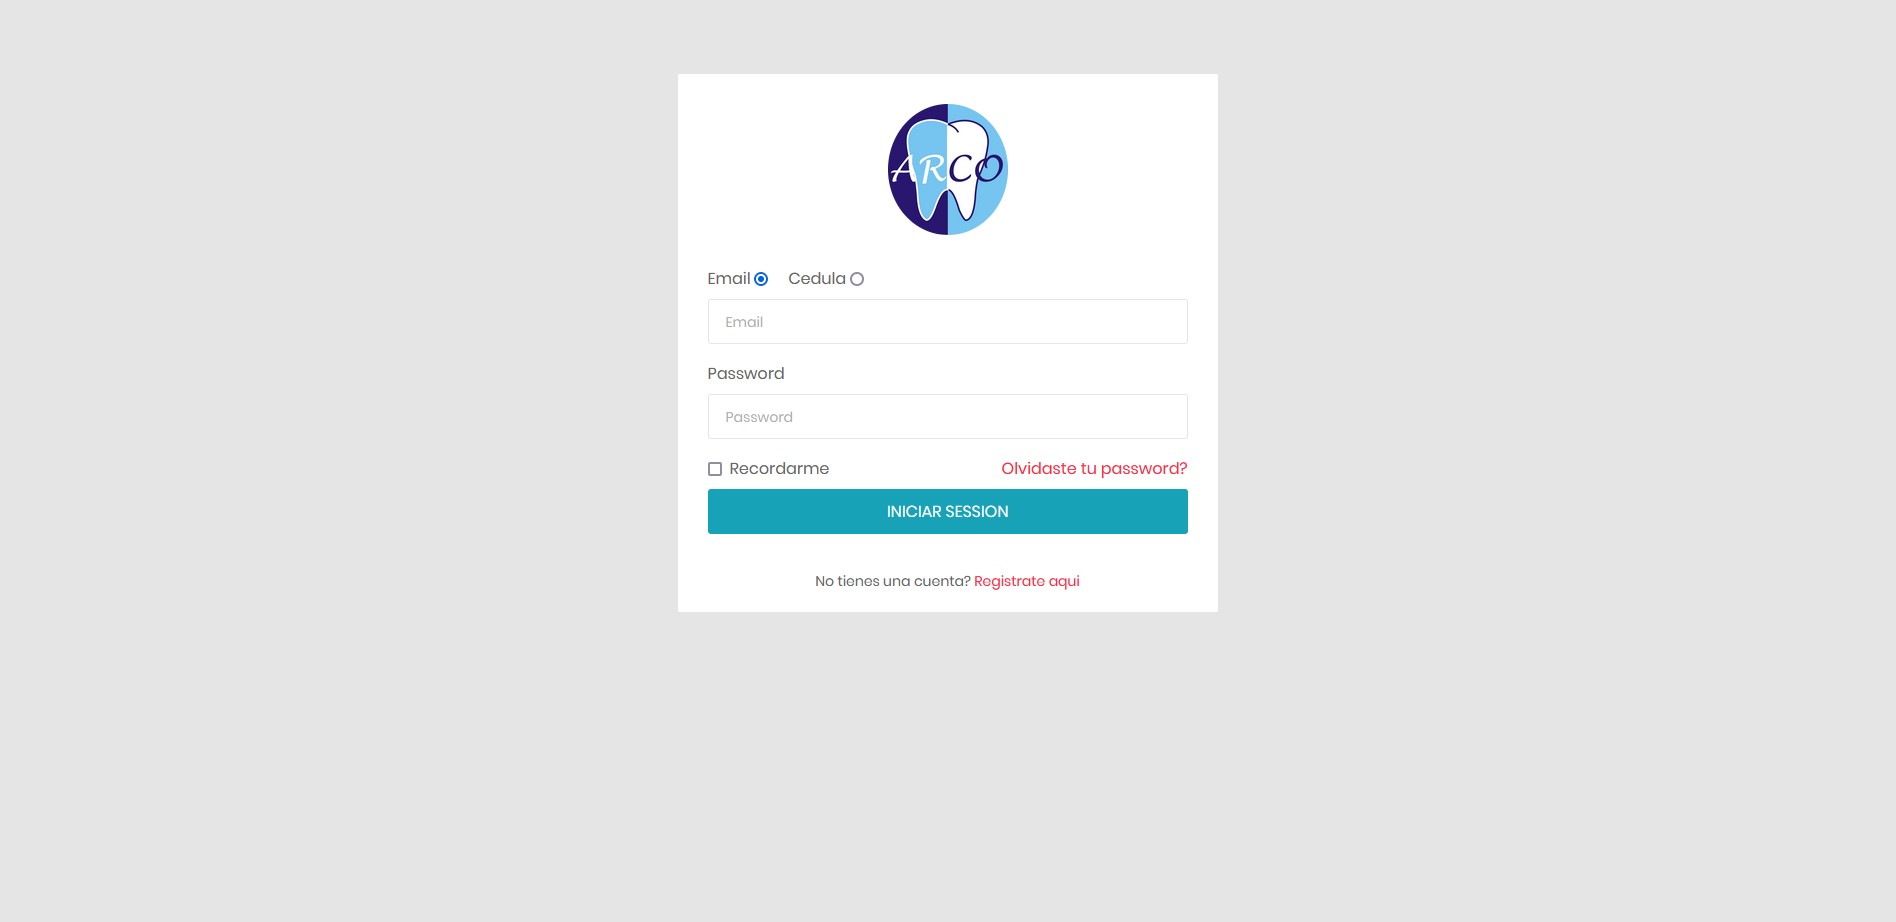 ARCO
Email Cedula
Email
Password
Password
Recordarme Olvidaste tu password?
INICIAR SESSION
No tienes una cuenta? Registrate aqui